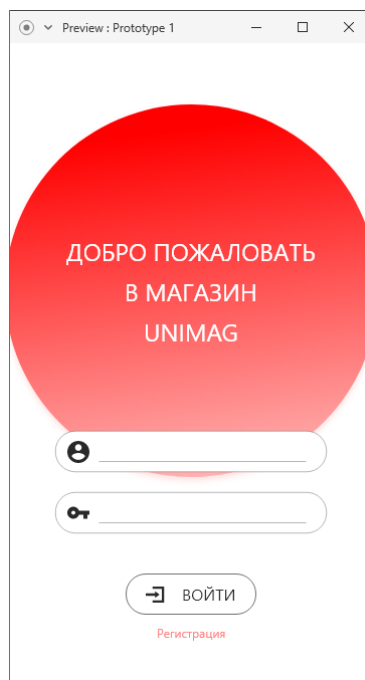 Preview : Prototype 1
ДОБРО ПОЖАЛОВАТЬ
В МАГАЗИН
UNIMAG
ВОЙТИ
Регистрация